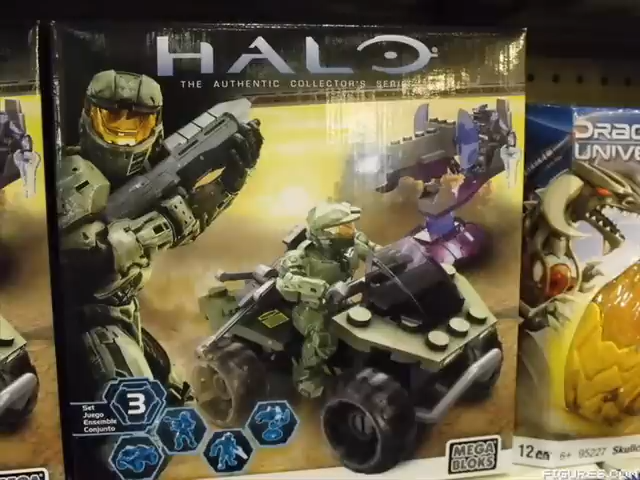 HALO
THE AUTHENTIC COLLECTOR'S SERIES
DRAG
UNIVE
Set
Juego
Ensemble
Conjunto
3
MEGA
BLOKS
MEGA
12
6+ 95227
FIGURES.COM